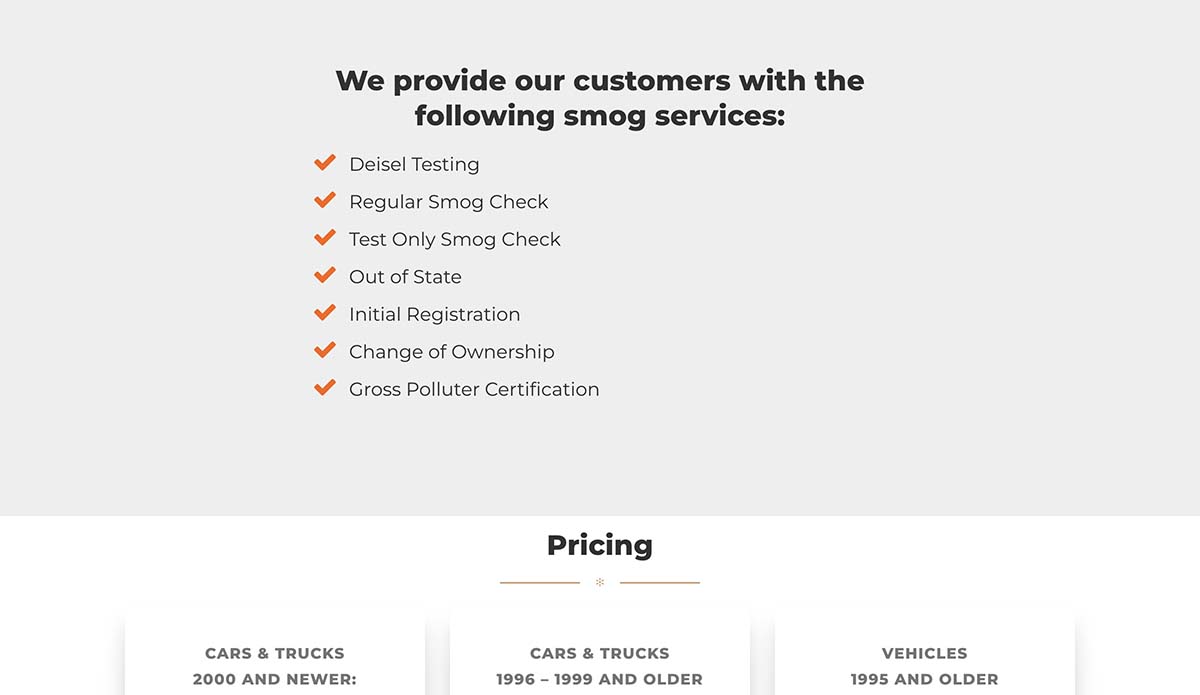 We provide our customers with the
following smog services:
Deisel Testing
Regular Smog Check
Test Only Smog Check
Out of State
Initial Registration
Change of Ownership
Gross Polluter Certification
Pricing
CARS & TRUCKS
2000 AND NEWER:
CARS & TRUCKS
1996 – 1999 AND OLDER
VEHICLES
1995 AND OLDER